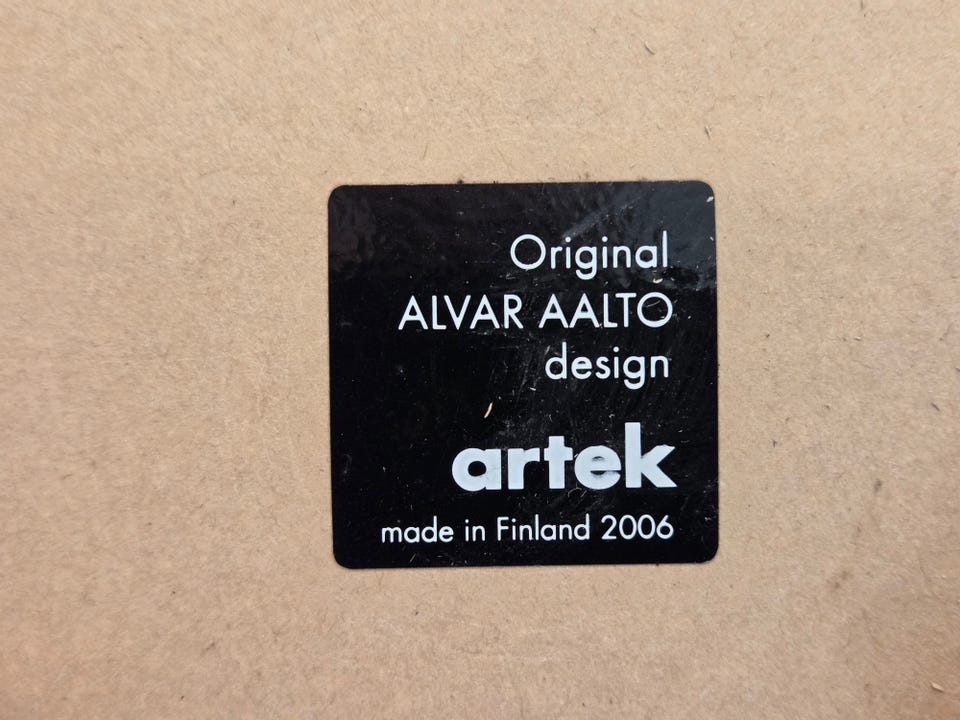 Original
ALVAR AALTO
design
artek
made in Finland 2006